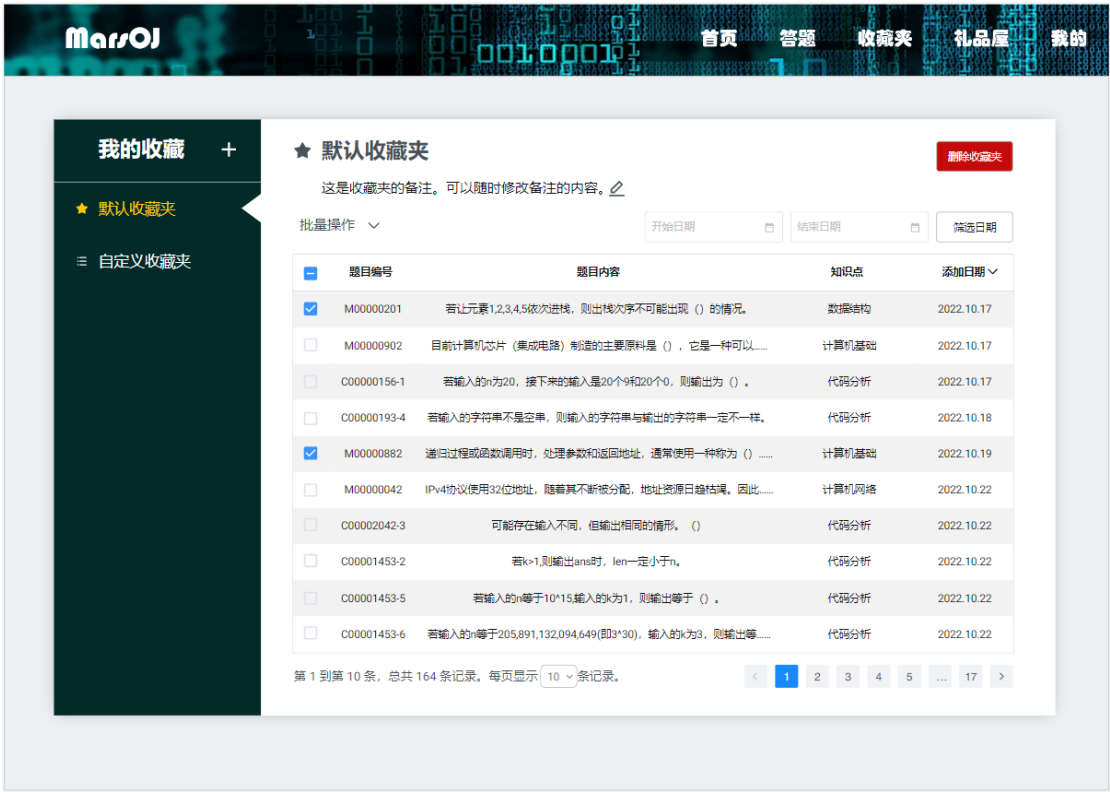 MarsOJ 首页 答题 收藏夹 礼品屋 我的
我的收藏 +
默认收藏夹
自定义收藏夹
默认收藏夹
删除收藏夹
这是收藏夹的备注。可以随时修改备注的内容。
批量操作 开始日期 结束日期 筛选日期
题目编号 题目内容 知识点 添加日期
M00000201 若让元素1,2,3,4,5依次进栈，则出栈次序不可能出现（）的情况。 数据结构 2022.10.17
M00000902 目前计算机芯片（集成电路）制造的主要原料是（），它是一种可以...... 计算机基础 2022.10.17
C00000156-1 若输入的n为20，接下来的输入是20个9和20个0，则输出为（）。 代码分析 2022.10.17
C00000193-4 若输入的字符串不是空串，则输入的字符串与输出的字符串一定不一样。 代码分析 2022.10.18
M00000882 递归过程或函数调用时，处理参数和返回地址，通常使用一种称为（）...... 计算机基础 2022.10.19
M00000042 IPv4协议使用32位地址，随着其不断被分配，地址资源日趋枯竭。因此...... 计算机网络 2022.10.22
C00002042-3 可能存在输入不同，但输出相同的情形。（） 代码分析 2022.10.22
C00001453-2 若k>1,则输出ans时，len一定小于n。 代码分析 2022.10.22
C00001453-5 若输入的n等于10^15,输入的k为1，则输出等于（）。 代码分析 2022.10.22
C00001453-6 若输入的n等于205,891,132,094,649(即3^30)，输入的k为3，则输出等...... 代码分析 2022.10.22
第 1 到第 10 条，总共 164 条记录。每页显示 10 条记录。 < 1 2 3 4 5 ... 17 >